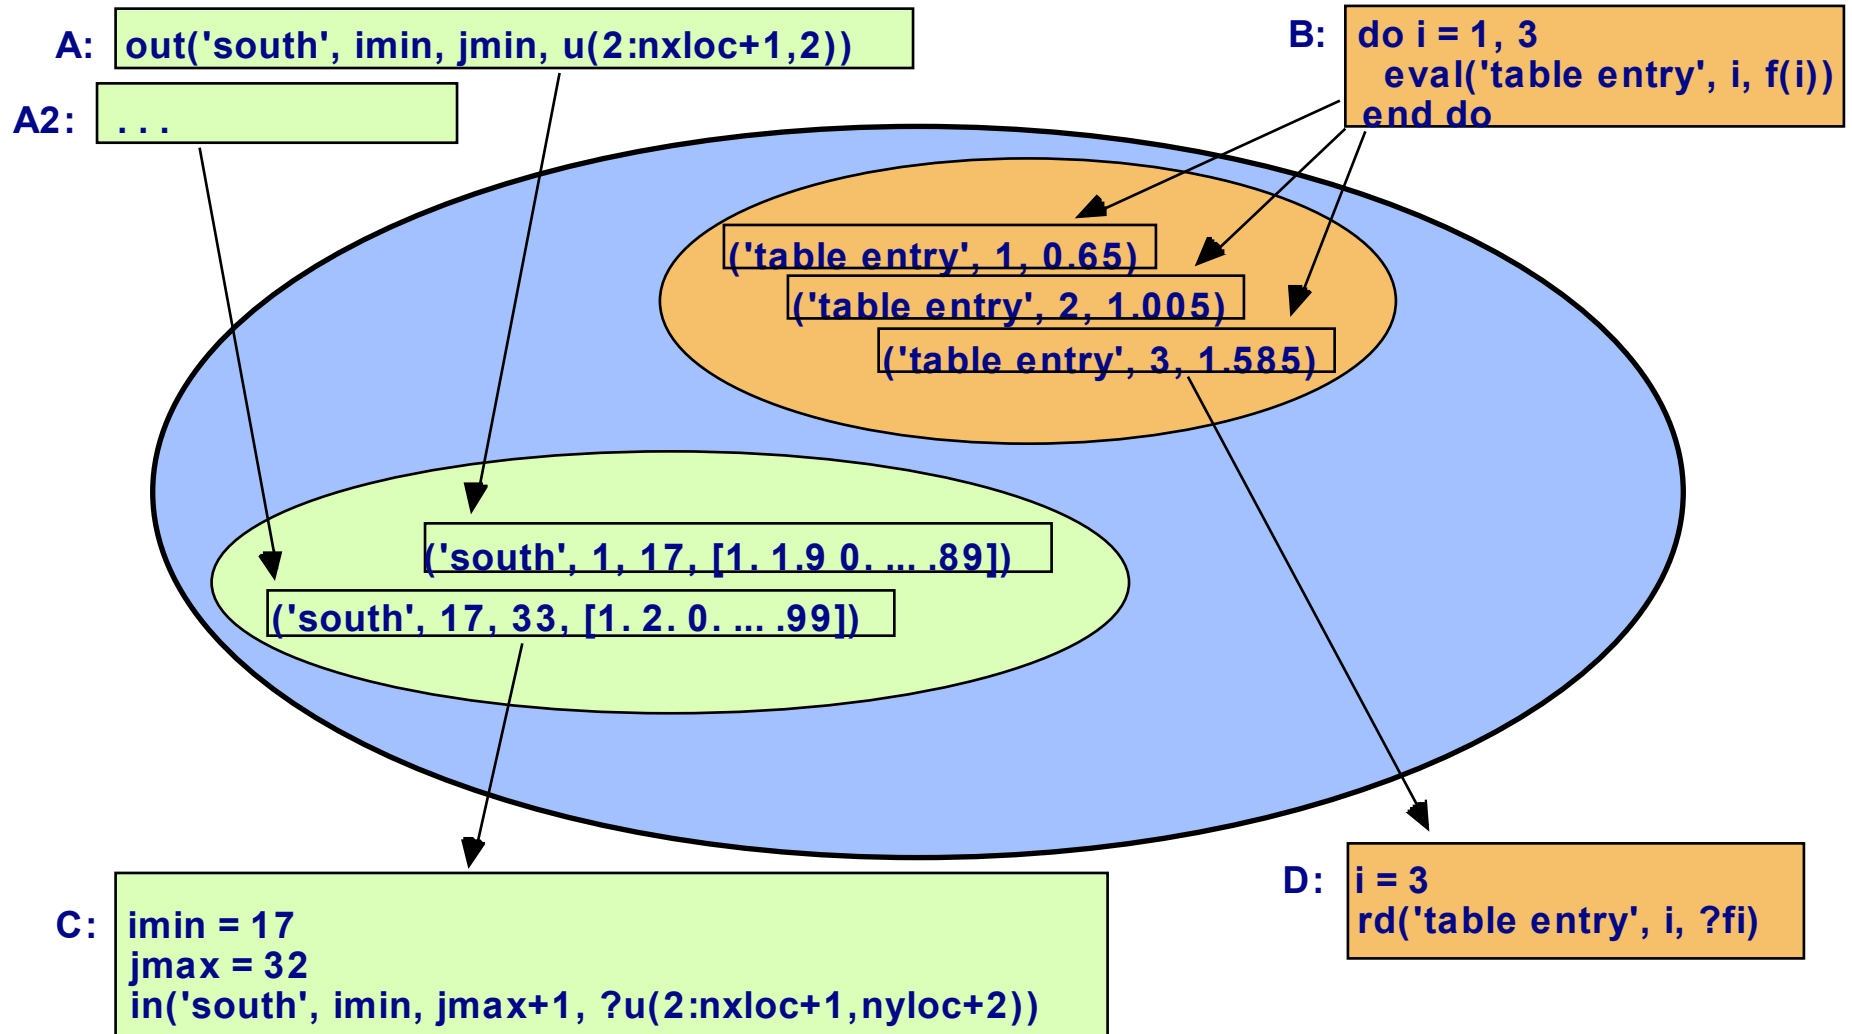 A: out('south', imin, jmin, u(2:nxloc+1,2))
A2: . . .
B: do i = 1, 3
eval('table entry', i, f(i))
end do
('table entry', 1, 0.65)
('table entry', 2, 1.005)
('table entry', 3, 1.585)
('south', 1, 17, [1. 1.9 0. ... .89])
('south', 17, 33, [1. 2. 0. ... .99])
C: imin = 17
jmax = 32
in('south', imin, jmax+1, ?u(2:nxloc+1,nyloc+2))
D: i = 3
rd('table entry', i, ?fi)